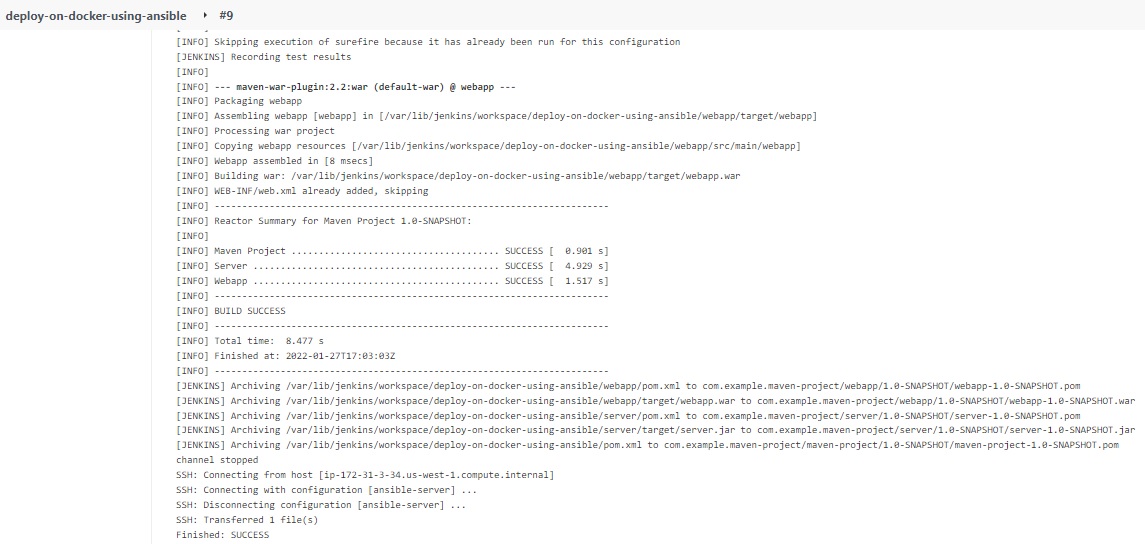 deploy-on-docker-using-ansible ▸ #9
[INFO] Skipping execution of surefire because it has already been run for this configuration
[JENKINS] Recording test results
[INFO]
[INFO] --- maven-war-plugin:2.2:war (default-war) @ webapp ---
[INFO] Packaging webapp
[INFO] Assembling webapp [webapp] in [/var/lib/jenkins/workspace/deploy-on-docker-using-ansible/webapp/target/webapp]
[INFO] Processing war project
[INFO] Copying webapp resources [/var/lib/jenkins/workspace/deploy-on-docker-using-ansible/webapp/src/main/webapp]
[INFO] Webapp assembled in [8 msecs]
[INFO] Building war: /var/lib/jenkins/workspace/deploy-on-docker-using-ansible/webapp/target/webapp.war
[INFO] WEB-INF/web.xml already added, skipping
[INFO] ------------------------------------------------------------------------
[INFO] Reactor Summary for Maven Project 1.0-SNAPSHOT:
[INFO]
[INFO] Maven Project ...................................... SUCCESS [  0.901 s]
[INFO] Server ............................................. SUCCESS [  4.929 s]
[INFO] Webapp ............................................. SUCCESS [  1.517 s]
[INFO] ------------------------------------------------------------------------
[INFO] BUILD SUCCESS
[INFO] ------------------------------------------------------------------------
[INFO] Total time:  8.477 s
[INFO] Finished at: 2022-01-27T17:03:03Z
[INFO] ------------------------------------------------------------------------
[JENKINS] Archiving /var/lib/jenkins/workspace/deploy-on-docker-using-ansible/webapp/pom.xml to com.example.maven-project/webapp/1.0-SNAPSHOT/webapp-1.0-SNAPSHOT.pom
[JENKINS] Archiving /var/lib/jenkins/workspace/deploy-on-docker-using-ansible/webapp/target/webapp.war to com.example.maven-project/webapp/1.0-SNAPSHOT/webapp-1.0-SNAPSHOT.war
[JENKINS] Archiving /var/lib/jenkins/workspace/deploy-on-docker-using-ansible/server/pom.xml to com.example.maven-project/server/1.0-SNAPSHOT/server-1.0-SNAPSHOT.pom
[JENKINS] Archiving /var/lib/jenkins/workspace/deploy-on-docker-using-ansible/server/target/server.jar to com.example.maven-project/server/1.0-SNAPSHOT/server-1.0-SNAPSHOT.jar
[JENKINS] Archiving /var/lib/jenkins/workspace/deploy-on-docker-using-ansible/pom.xml to com.example.maven-project/maven-project/1.0-SNAPSHOT/maven-project-1.0-SNAPSHOT.pom
channel stopped
SSH: Connecting from host [ip-172-31-3-34.us-west-1.compute.internal]
SSH: Connecting with configuration [ansible-server] ...
SSH: Disconnecting configuration [ansible-server] ...
SSH: Transferred 1 file(s)
Finished: SUCCESS